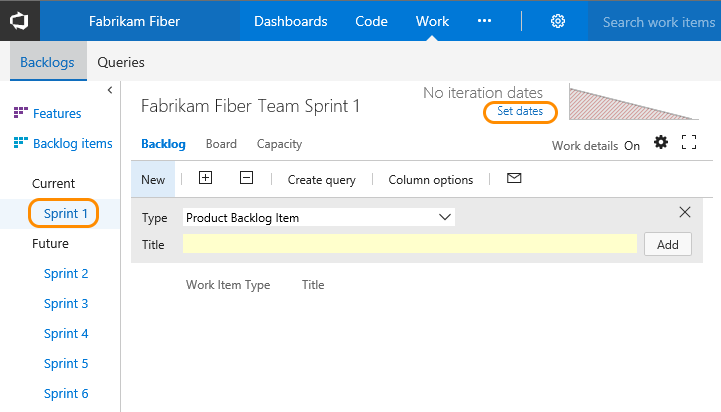 Fabrikam Fiber Dashboards Code Work ••• Search work items
Backlogs Queries
Features
Backlog items
Current
Sprint 1
Future
Sprint 2
Sprint 3
Sprint 4
Sprint 5
Sprint 6
Fabrikam Fiber Team Sprint 1
No iteration dates
Set dates
Backlog Board Capacity Work details On
New Create query Column options
Type Product Backlog Item
Title Add
Work Item Type Title